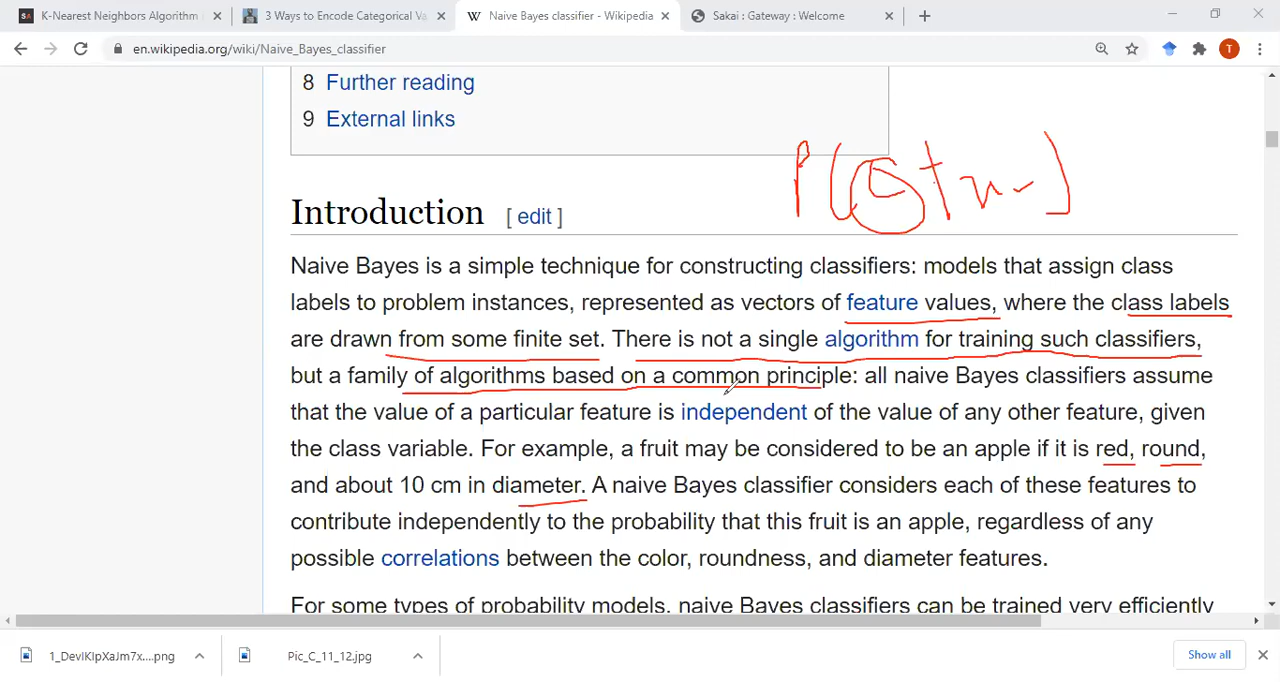 K-Nearest Neighbors Algorithm
3 Ways to Encode Categorical Va
Naive Bayes classifier - Wikipedia
Sakai : Gateway : Welcome
en.wikipedia.org/wiki/Naive_Bayes_classifier
T
8 Further reading
9 External links
Introduction [ edit ]
Naive Bayes is a simple technique for constructing classifiers: models that assign class
labels to problem instances, represented as vectors of feature values, where the class labels
are drawn from some finite set. There is not a single algorithm for training such classifiers,
but a family of algorithms based on a common principle: all naive Bayes classifiers assume
that the value of a particular feature is independent of the value of any other feature, given
the class variable. For example, a fruit may be considered to be an apple if it is red, round,
and about 10 cm in diameter. A naive Bayes classifier considers each of these features to
contribute independently to the probability that this fruit is an apple, regardless of any
possible correlations between the color, roundness, and diameter features.
For some types of probability models, naive Bayes classifiers can be trained very efficiently
1_DevIKlpXaJm7x....png
Pic_C_11_12.jpg
Show all